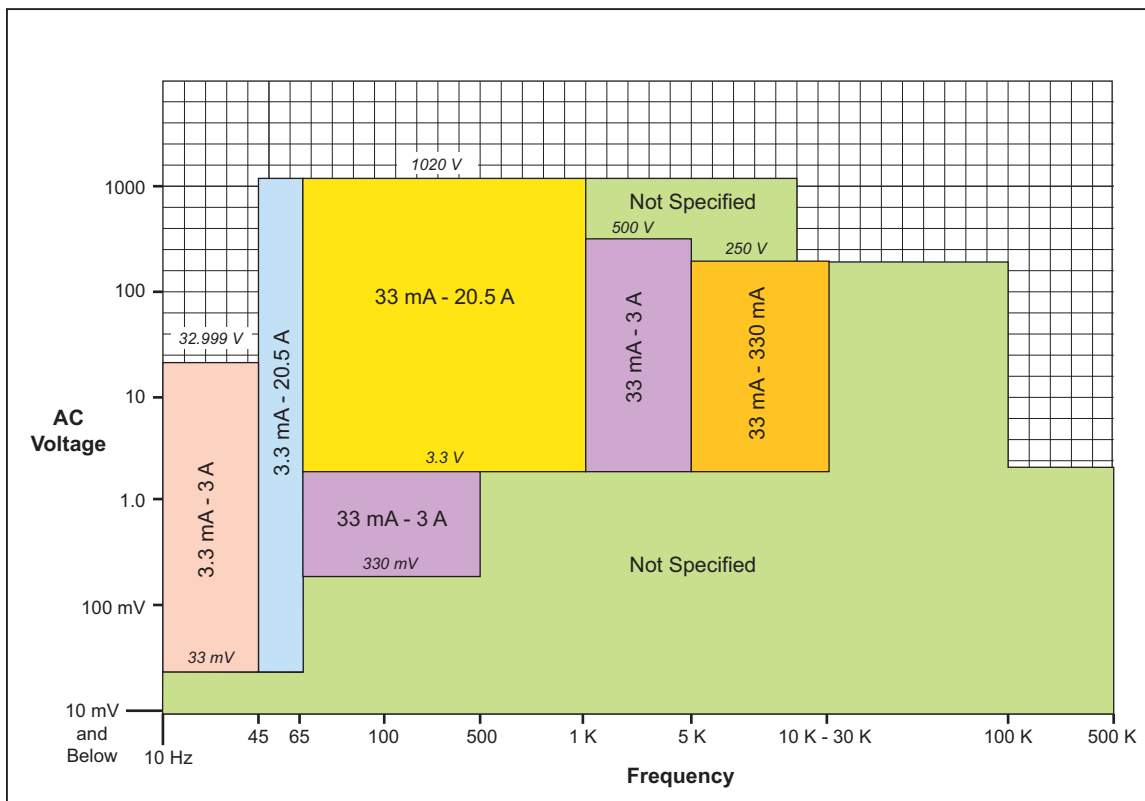 1020 V
1000
Not Specified
500 V
250 V
33 mA - 20.5 A
100
32.999 V
3.3 mA - 20.5 A
33 mA - 3 A
33 mA - 330 mA
10
AC
Voltage
3.3 V
1.0
3.3 mA - 3 A
33 mA - 3 A
330 mV
Not Specified
100 mV
33 mV
10 mV
and
Below
10 Hz
45
65
100
500
1 K
5 K
10 K - 30 K
100 K
500 K
Frequency